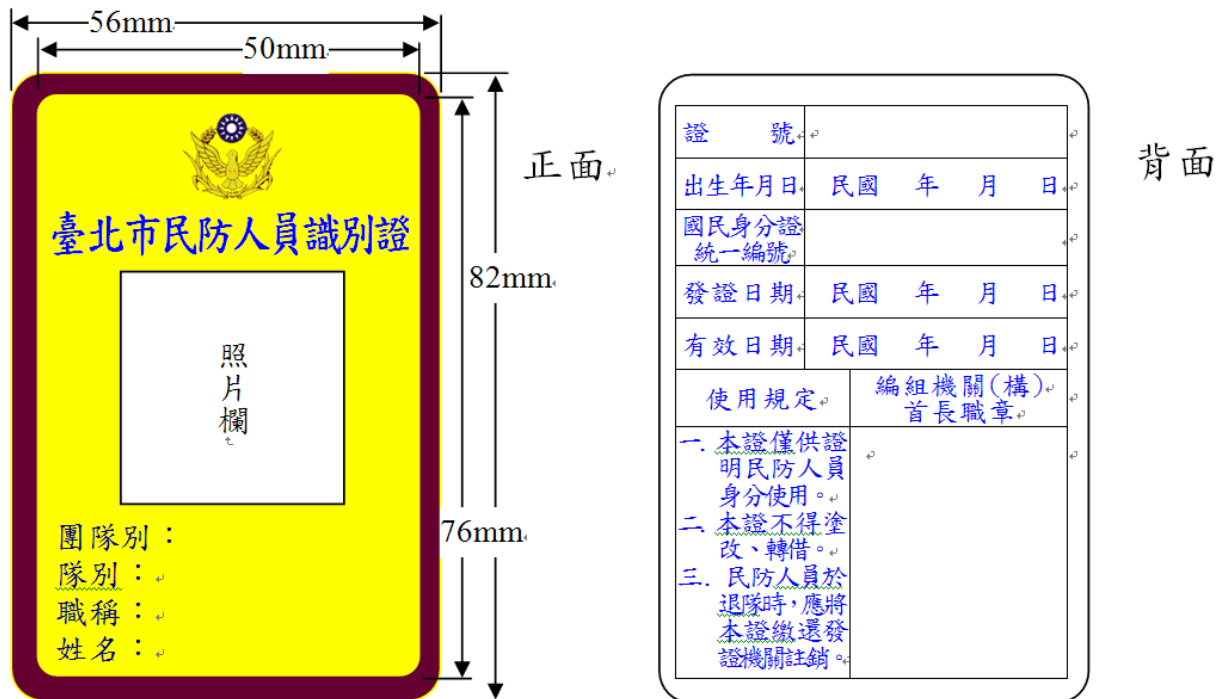 56mm
50mm
臺北市民防人員識別證
照
片
欄
團隊別：
隊別：
職稱：
姓名：
正面
82mm
76mm
證 號
出生年月日 民國 年 月 日
國民身分證
統一編號
發證日期 民國 年 月 日
有效日期 民國 年 月 日
使用規定
編組機關(構)
首長職章
一. 本證僅供證
明民防人員
身分使用。
二. 本證不得塗
改、轉借。
三. 民防人員於
退隊時，應將
本證繳還發
證機關註銷。
背面